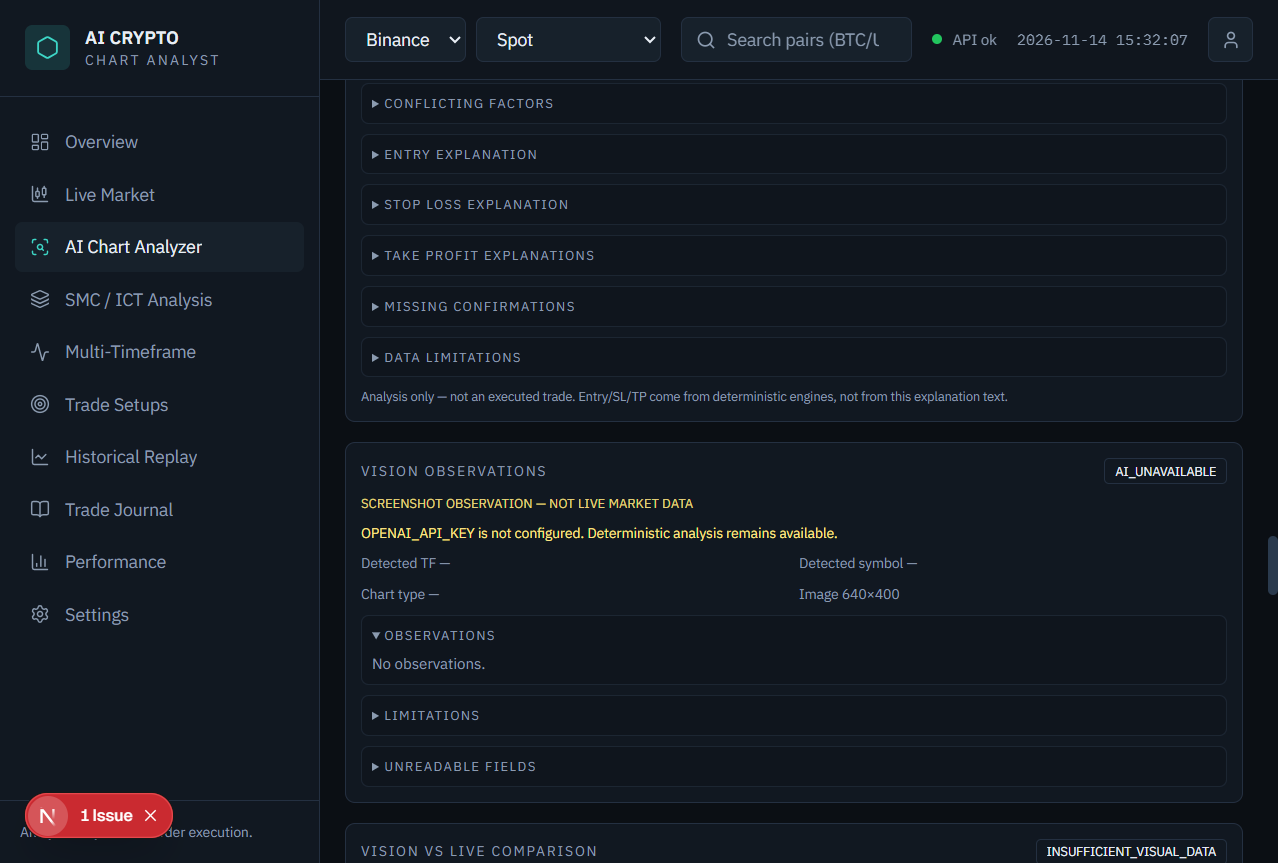 AI CRYPTO
CHART ANALYST
Overview
Live Market
AI Chart Analyzer
SMC / ICT Analysis
Multi-Timeframe
Trade Setups
Historical Replay
Trade Journal
Performance
Settings
N 1 Issue
der execution.
Binance
Spot
Search pairs (BTC/U
API ok
2026-11-14 15:32:07
CONFLICTING FACTORS
ENTRY EXPLANATION
STOP LOSS EXPLANATION
TAKE PROFIT EXPLANATIONS
MISSING CONFIRMATIONS
DATA LIMITATIONS
Analysis only — not an executed trade. Entry/SL/TP come from deterministic engines, not from this explanation text.
VISION OBSERVATIONS
AI_UNAVAILABLE
SCREENSHOT OBSERVATION — NOT LIVE MARKET DATA
OPENAI_API_KEY is not configured. Deterministic analysis remains available.
Detected TF —
Detected symbol —
Chart type —
Image 640×400
OBSERVATIONS
No observations.
LIMITATIONS
UNREADABLE FIELDS
VISION VS LIVE COMPARISON
INSUFFICIENT_VISUAL_DATA